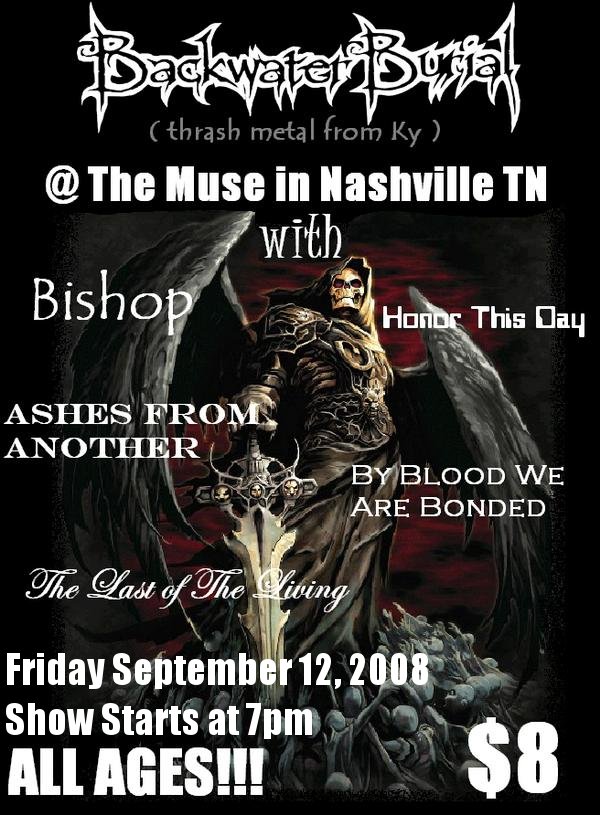 Backwater Burial
( thrash metal from Ky )
@ The Muse in Nashville TN
with
Bishop
Honor This Day
ASHES FROM
ANOTHER
BY BLOOD WE
ARE BONDED
The Last of The Living
Friday September 12, 2008
Show Starts at 7pm
ALL AGES!!!
$8